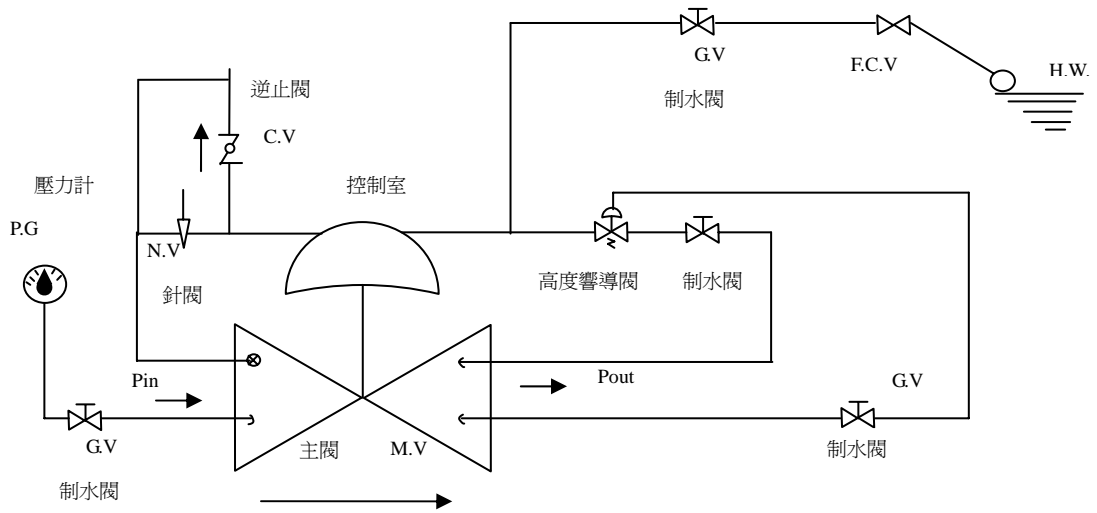 G.V
F.C.V
H.W.
制水閥
逆止閥
C.V
壓力計
控制室
P.G
N.V
針閥
高度響導閥
制水閥
Pin
Pout
G.V
G.V
主閥
M.V
制水閥
制水閥